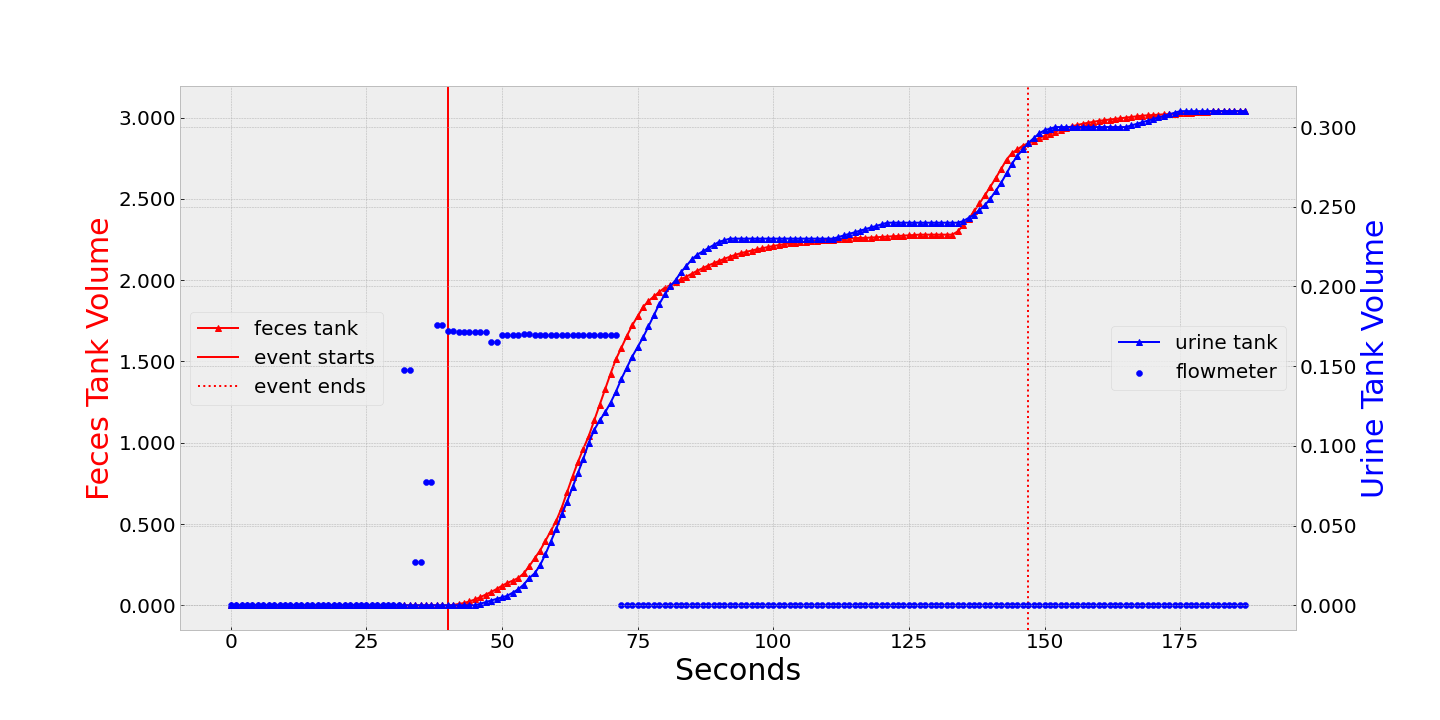 3.000
2.500
2.000
1.500
1.000
0.500
0.000
Feces Tank Volume
feces tank
event starts
event ends
urine tank
flowmeter
0.300
0.250
0.200
0.150
0.100
0.050
0.000
Urine Tank Volume
0 25 50 75 100 125 150 175
Seconds